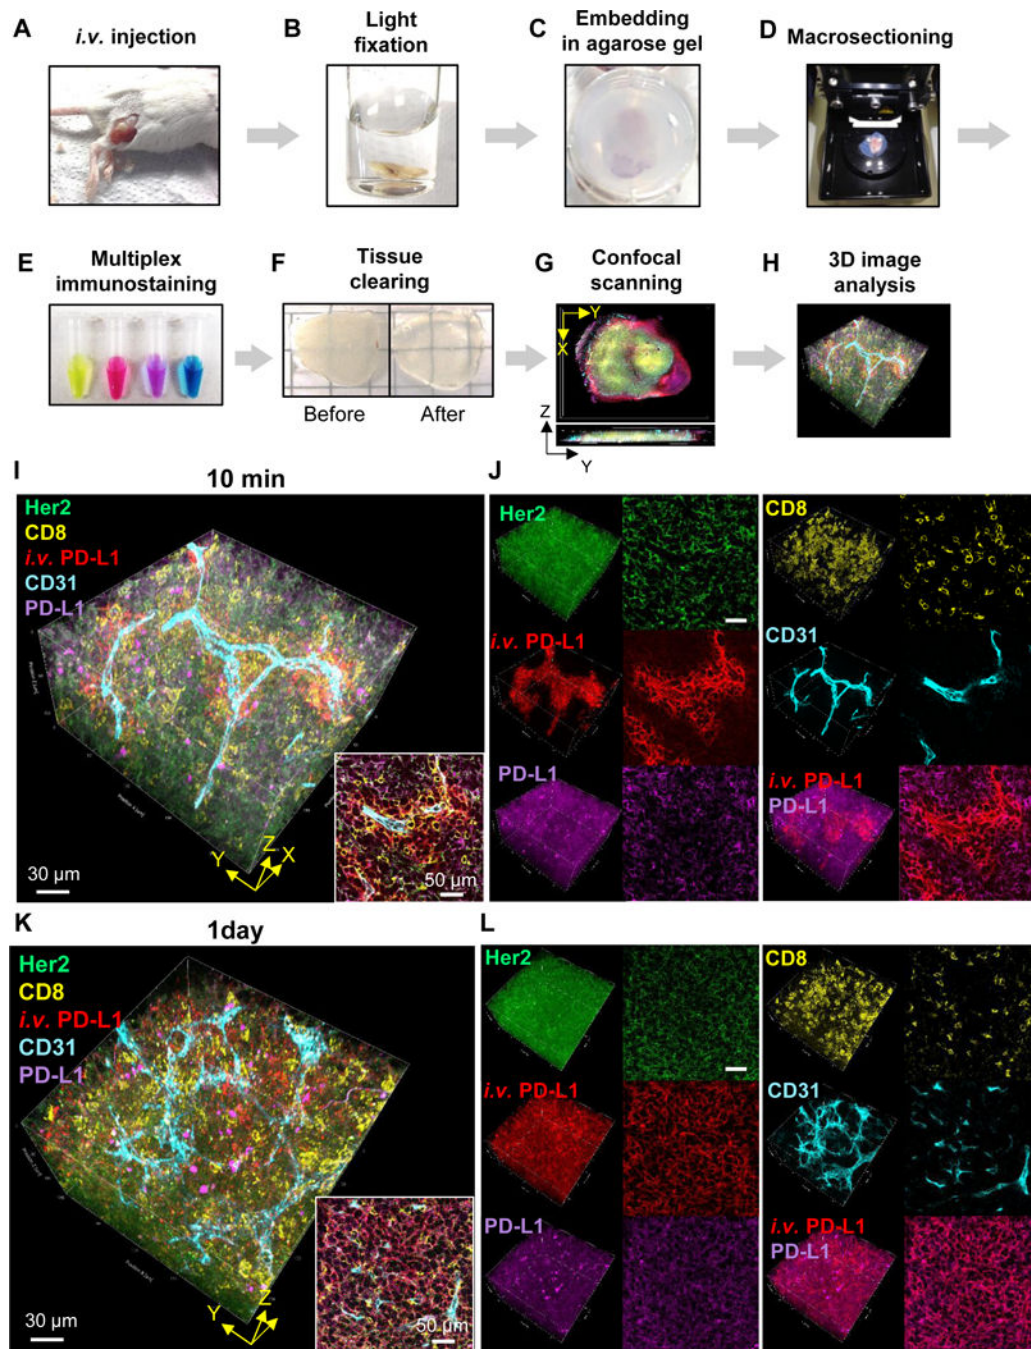 A
i.v. injection
B
Light
fixation
C
Embedding
in agarose gel
D
Macrosectioning
E
Multiplex
immunostaining
F
Tissue
clearing
Before
After
G
Confocal
scanning
Y
X
Z
Y
H
3D image
analysis
I
10 min
Her2
CD8
i.v. PD-L1
CD31
PD-L1
Y
Z
X
30 µm
50 µm
J
Her2
i.v. PD-L1
PD-L1
CD8
CD31
i.v. PD-L1
PD-L1
K
1day
Her2
CD8
i.v. PD-L1
CD31
PD-L1
Y
Z
X
30 µm
50 µm
L
Her2
i.v. PD-L1
PD-L1
CD8
CD31
i.v. PD-L1
PD-L1